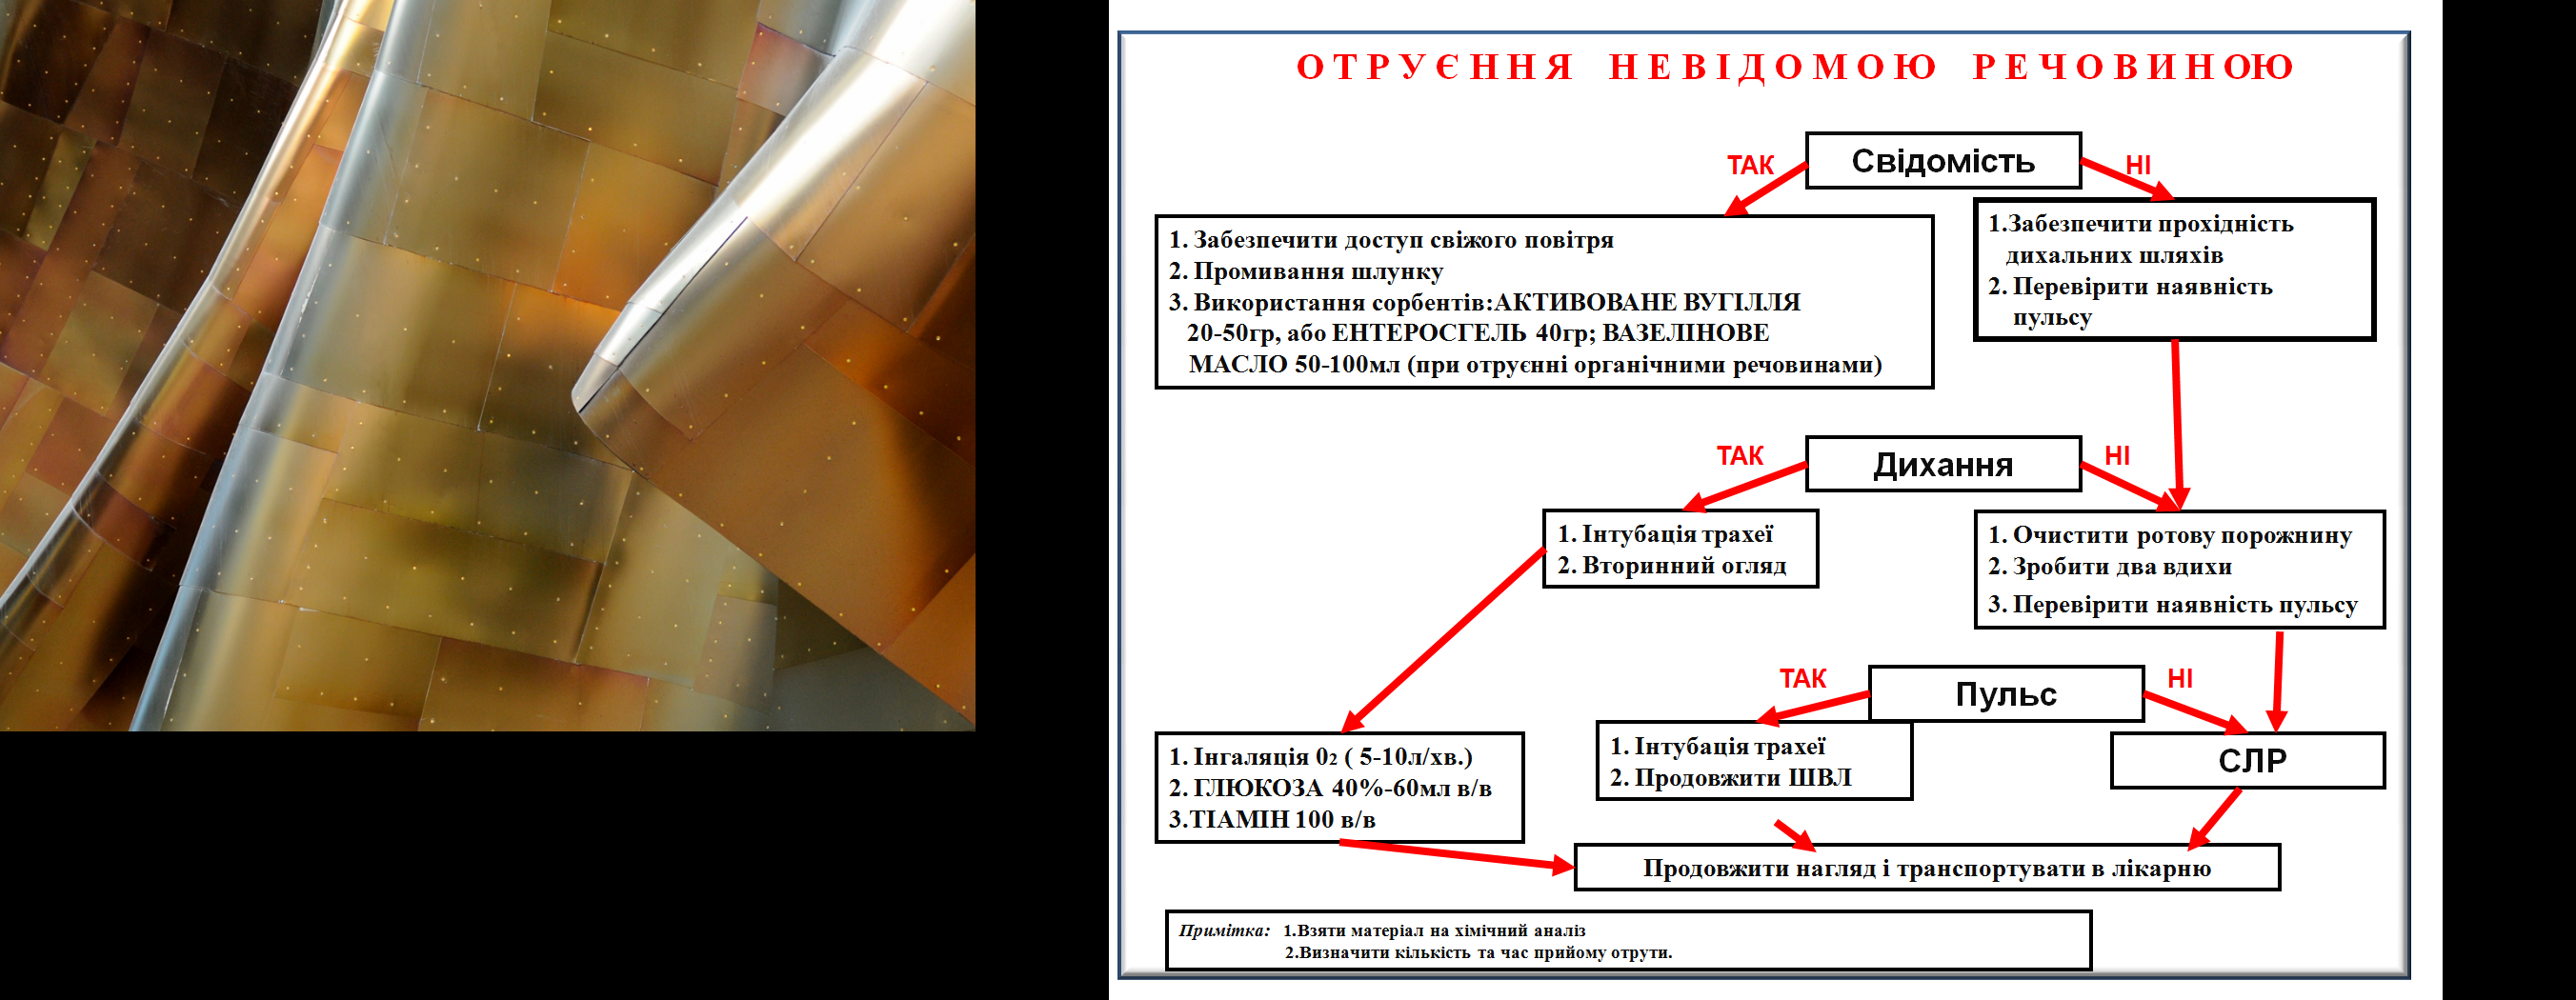 ОТРУЄННЯ НЕВІДОМОЮ РЕЧОВИНОЮ
Свідомість
ТАК
НІ
1. Забезпечити доступ свіжого повітря
2. Промивання шлунку
3. Використання сорбентів:АКТИВОВАНЕ ВУГІЛЛЯ
20-50гр, або ЕНТЕРОСГЕЛЬ 40гр; ВАЗЕЛІНОВЕ
МАСЛО 50-100мл (при отруєнні органічними речовинами)
1.Забезпечити прохідність
дихальних шляхів
2. Перевірити наявність
пульсу
Дихання
ТАК
НІ
1. Інтубація трахеї
2. Вторинний огляд
1. Очистити ротову порожнину
2. Зробити два вдихи
3. Перевірити наявність пульсу
Пульс
ТАК
НІ
1. Інгаляція 02 ( 5-10л/хв.)
2. ГЛЮКОЗА 40%-60мл в/в
3.ТІАМІН 100 в/в
1. Інтубація трахеї
2. Продовжити ШВЛ
СЛР
Продовжити нагляд і транспортувати в лікарню
Примітка: 1.Взяти матеріал на хімічний аналіз
2.Визначити кількість та час прийому отрути.